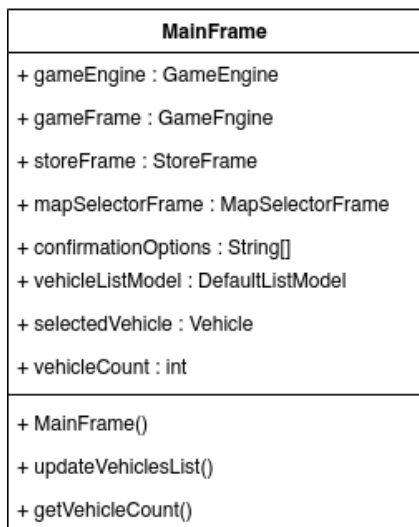 MainFrame
+ gameEngine : GameEngine
+ gameFrame : GameFngine
+ storeFrame : StoreFrame
+ mapSelectorFrame : MapSelectorFrame
+ confirmationOptions : String[]
+ vehicleListModel : DefaultListModel
+ selectedVehicle : Vehicle
+ vehicleCount : int
+ MainFrame()
+ updateVehiclesList()
+ getVehicleCount()